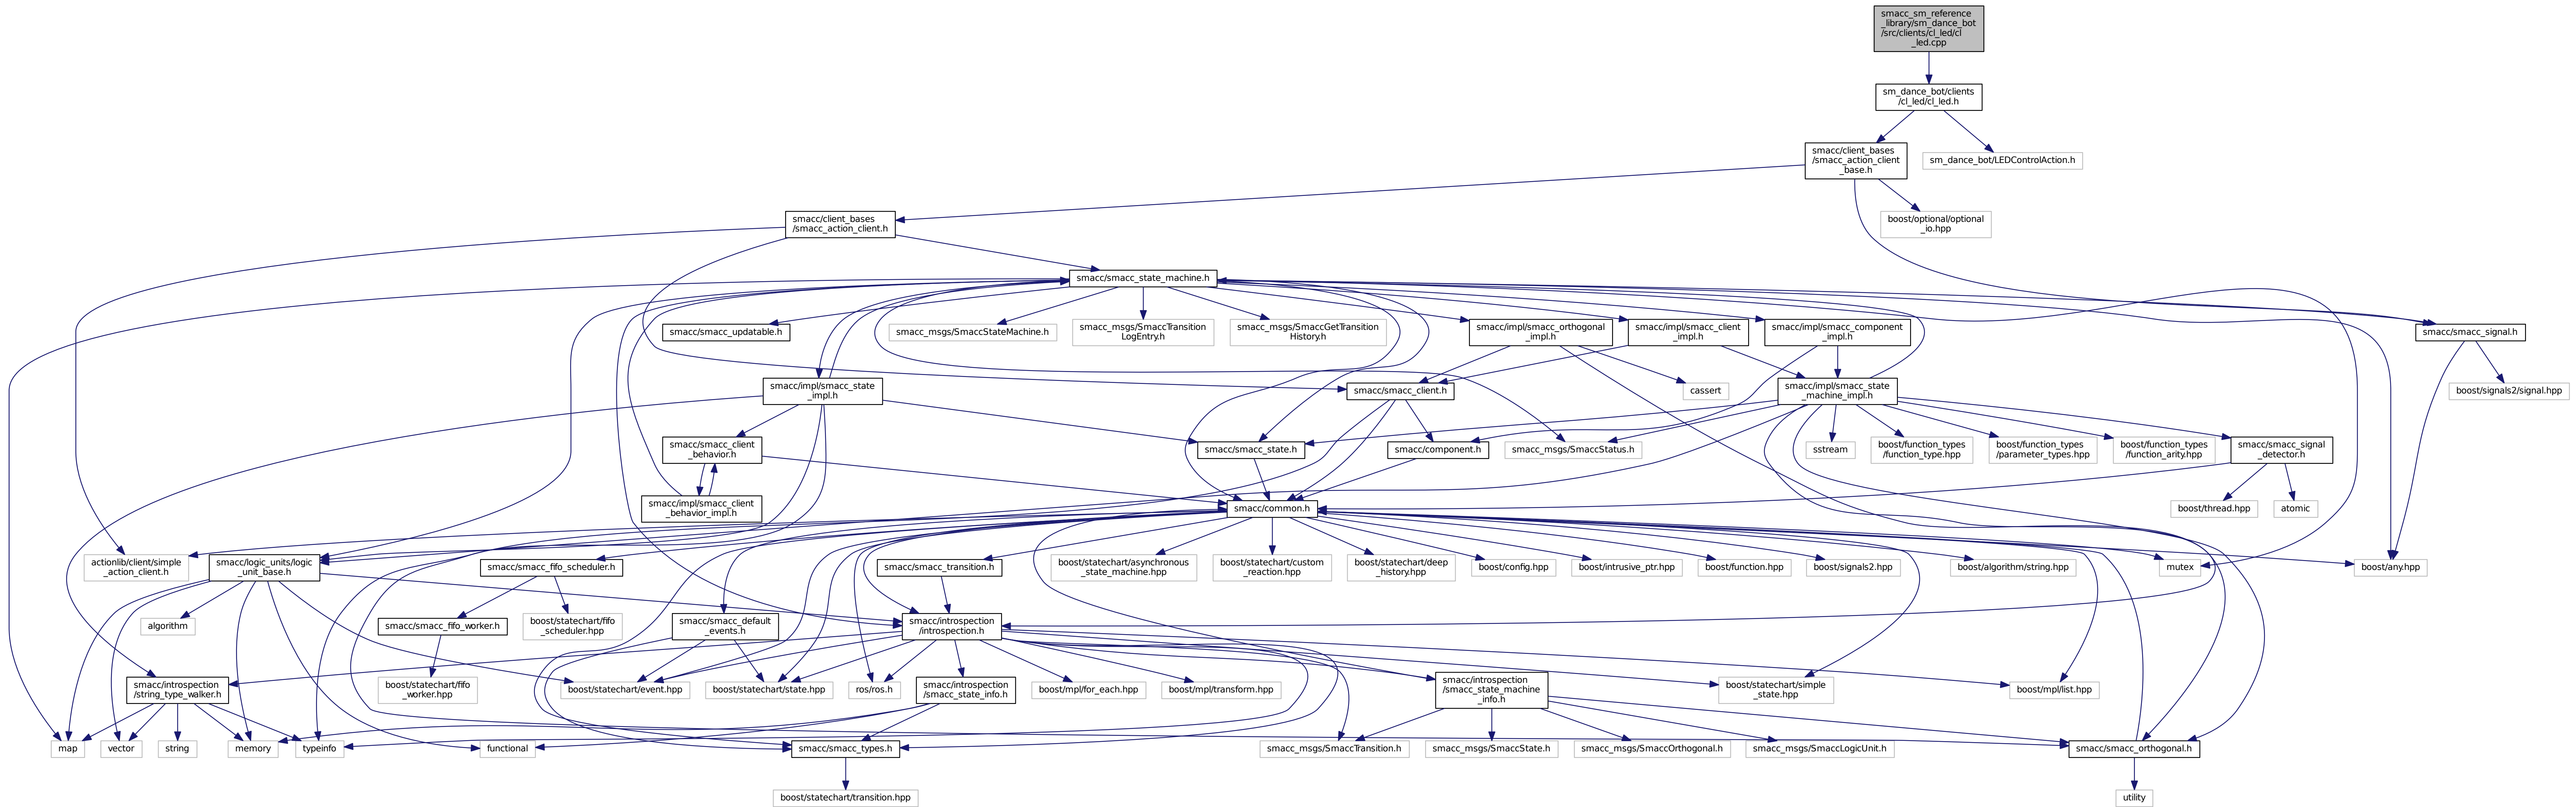 smacc_sm_reference
_library/sm_dance_bot
/src/clients/cl_led/cl
_led.cpp
sm_dance_bot/clients
/cl_led/cl_led.h
smacc/client_bases
/smacc_action_client
_base.h
sm_dance_bot/LEDControlAction.h
smacc/client_bases
/smacc_action_client.h
boost/optional/optional
_io.hpp
smacc/smacc_state_machine.h
smacc/smacc_updatable.h
smacc_msgs/SmaccStateMachine.h
smacc_msgs/SmaccTransition
LogEntry.h
smacc_msgs/SmaccGetTransition
History.h
smacc/impl/smacc_orthogonal
_impl.h
smacc/impl/smacc_client
_impl.h
smacc/impl/smacc_component
_impl.h
smacc/smacc_signal.h
smacc/impl/smacc_state
_impl.h
smacc/smacc_client.h
cassert
smacc/impl/smacc_state
_machine_impl.h
boost/signals2/signal.hpp
smacc/smacc_client
_behavior.h
smacc/smacc_state.h
smacc/component.h
smacc_msgs/SmaccStatus.h
sstream
boost/function_types
/function_type.hpp
boost/function_types
/parameter_types.hpp
boost/function_types
/function_arity.hpp
smacc/smacc_signal
_detector.h
smacc/impl/smacc_client
_behavior_impl.h
smacc/common.h
boost/thread.hpp
atomic
actionlib/client/simple
_action_client.h
smacc/logic_units/logic
_unit_base.h
smacc/smacc_fifo_scheduler.h
smacc/smacc_transition.h
boost/statechart/asynchronous
_state_machine.hpp
boost/statechart/custom
_reaction.hpp
boost/statechart/deep
_history.hpp
boost/config.hpp
boost/intrusive_ptr.hpp
boost/function.hpp
boost/signals2.hpp
boost/algorithm/string.hpp
mutex
boost/any.hpp
algorithm
smacc/smacc_fifo_worker.h
boost/statechart/fifo
_scheduler.hpp
smacc/smacc_default
_events.h
smacc/introspection
/introspection.h
smacc/introspection
/string_type_walker.h
boost/statechart/fifo
_worker.hpp
boost/statechart/event.hpp
boost/statechart/state.hpp
ros/ros.h
smacc/introspection
/smacc_state_info.h
boost/mpl/for_each.hpp
boost/mpl/transform.hpp
smacc/introspection
/smacc_state_machine
_info.h
boost/statechart/simple
_state.hpp
boost/mpl/list.hpp
map
vector
string
memory
typeinfo
functional
smacc/smacc_types.h
smacc_msgs/SmaccTransition.h
smacc_msgs/SmaccState.h
smacc_msgs/SmaccOrthogonal.h
smacc_msgs/SmaccLogicUnit.h
smacc/smacc_orthogonal.h
boost/statechart/transition.hpp
utility